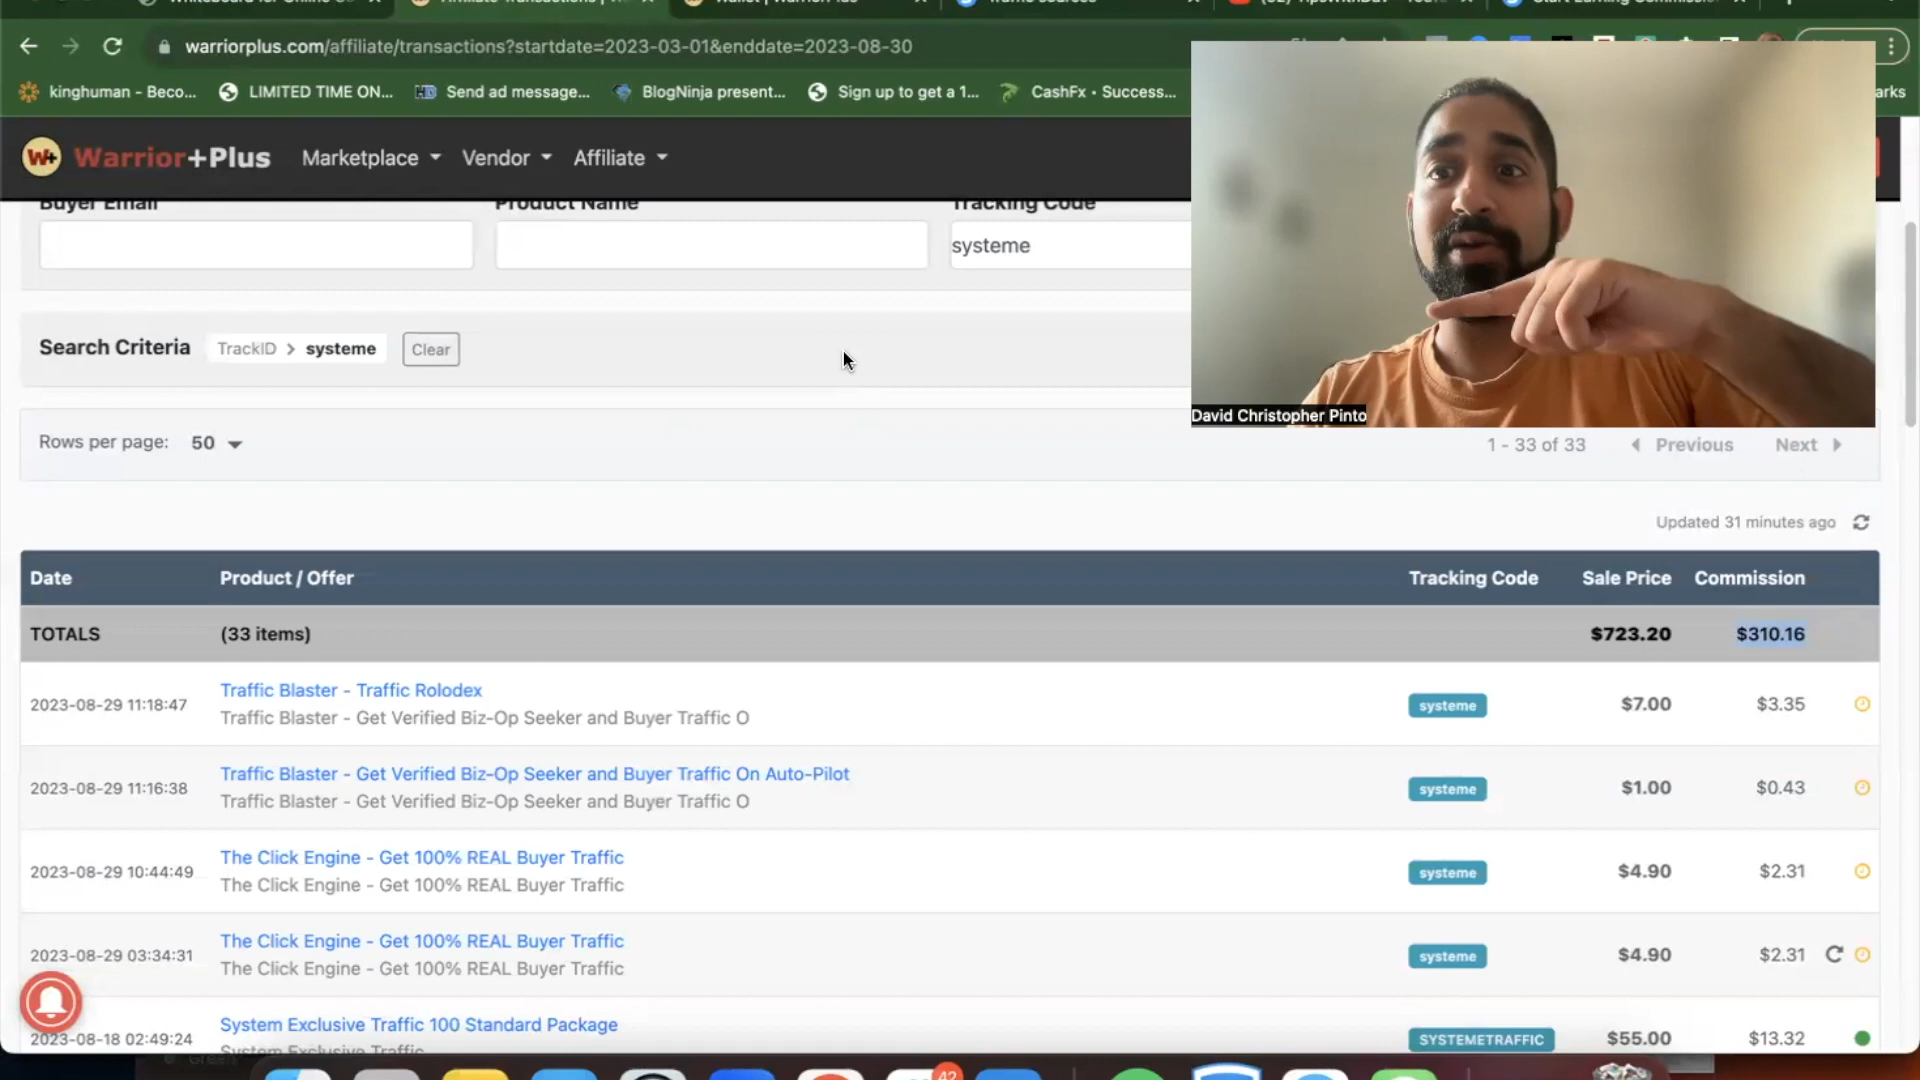 warriorplus.com/affiliate/transactions?startdate=2023-03-01&enddate=2023-08-30
kinghuman - Beco... LIMITED TIME ON... Send ad message... BlogNinja present... Sign up to get a 1... CashFx • Success...
arks
W+ Warrior+Plus Marketplace Vendor Affiliate
Buyer Email Product Name Tracking Code
systeme
Search Criteria TrackID > systeme Clear
David Christopher Pinto
Rows per page: 50 1 - 33 of 33 Previous Next
Updated 31 minutes ago
Date Product / Offer Tracking Code Sale Price Commission
TOTALS (33 items) $723.20 $310.16
Traffic Blaster - Traffic Rolodex
2023-08-29 11:18:47 systeme $7.00 $3.35
Traffic Blaster - Get Verified Biz-Op Seeker and Buyer Traffic O
Traffic Blaster - Get Verified Biz-Op Seeker and Buyer Traffic On Auto-Pilot
2023-08-29 11:16:38 systeme $1.00 $0.43
Traffic Blaster - Get Verified Biz-Op Seeker and Buyer Traffic O
The Click Engine - Get 100% REAL Buyer Traffic
2023-08-29 10:44:49 systeme $4.90 $2.31
The Click Engine - Get 100% REAL Buyer Traffic
The Click Engine - Get 100% REAL Buyer Traffic
2023-08-29 03:34:31 systeme $4.90 $2.31
The Click Engine - Get 100% REAL Buyer Traffic
System Exclusive Traffic 100 Standard Package
2023-08-18 02:49:24 SYSTEMETRAFFIC $55.00 $13.32
System Exclusive Traffic
42